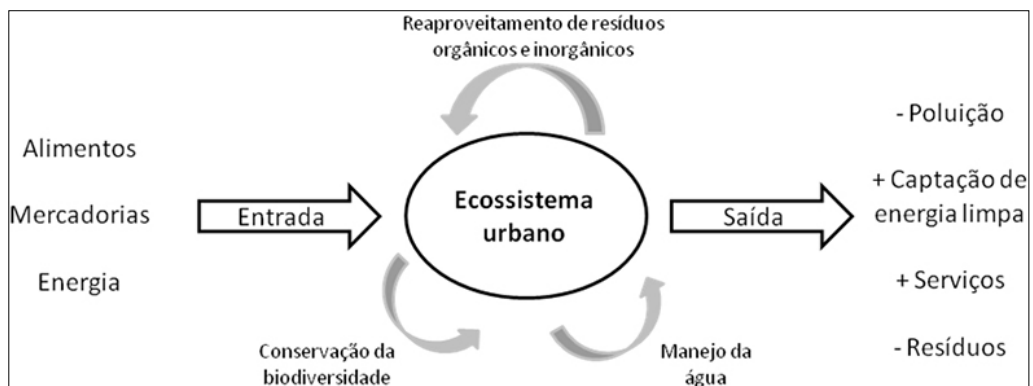 Reaproveitamento de resíduos
orgânicos e inorgânicos
Alimentos
Mercadorias
Energia
Entrada
Ecossistema
urbano
Saída
- Poluição
+ Captação de
energia limpa
+ Serviços
- Resíduos
Conservação da
biodiversidade
Manejo da
água